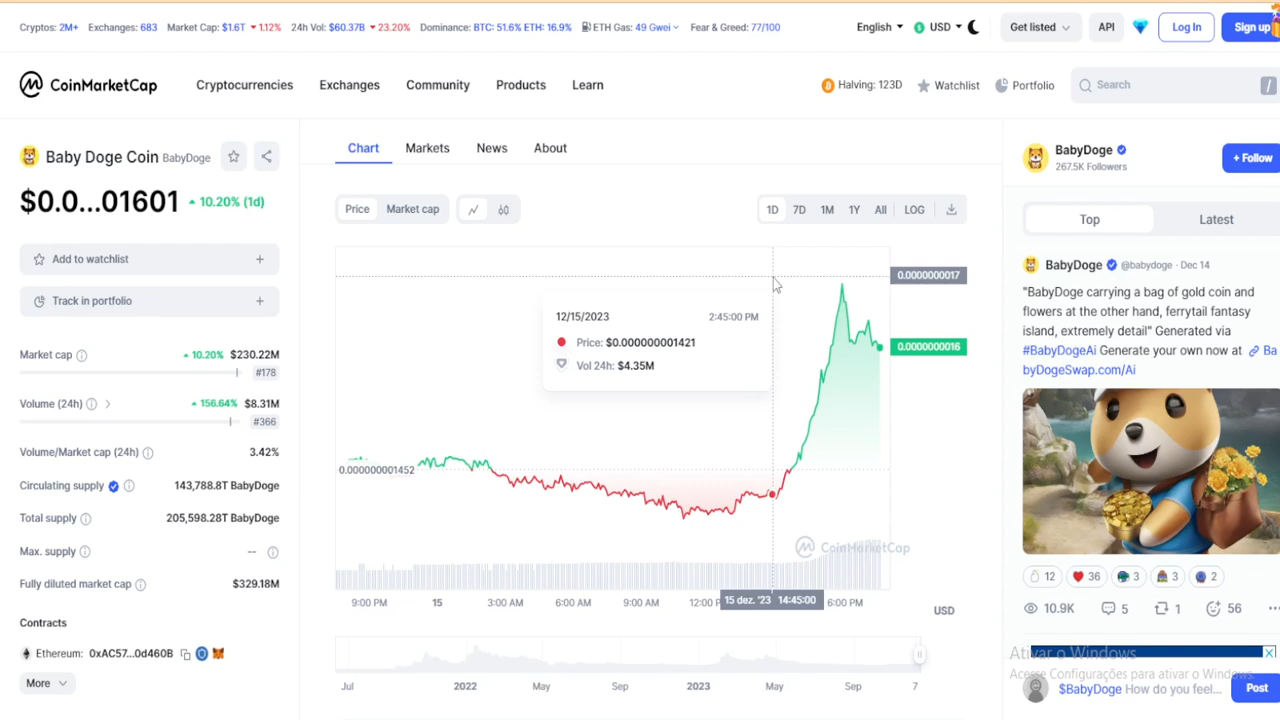 Cryptos: 2M+ Exchanges: 683 Market Cap: $1.6T 1.12% 24h Vol: $60.37B 23.20% Dominance: BTC: 51.6% ETH: 16.9% ETH Gas: 49 Gwei Fear & Greed: 77/100 English USD Get listed API Log In Sign up
CoinMarketCap Cryptocurrencies Exchanges Community Products Learn Halving: 123D Watchlist Portfolio Search /
Baby Doge Coin BabyDoge
$0.0...01601 10.20% (1d)
Add to watchlist +
Track in portfolio +
Market cap 10.20% $230.22M
#178
Volume (24h) 156.64% $8.31M
#366
Volume/Market cap (24h) 3.42%
Circulating supply 143,788.8T BabyDoge
Total supply 205,598.28T BabyDoge
Max. supply --
Fully diluted market cap $329.18M
Contracts
Ethereum: 0xAC57...0d460B
More
Chart Markets News About
Price Market cap 1D 7D 1M 1Y All LOG
0.0000000017
12/15/2023 2:45:00 PM
Price: $0.000000001421
Vol 24h: $4.35M
0.0000000016
0.000000001452
CoinMarketCap
9:00 PM 15 3:00 AM 6:00 AM 9:00 AM 12:00 P 15 dez. '23 14:45:00 6:00 PM
USD
Jul 2022 May Sep 2023 May Sep 7
BabyDoge
267.5K Followers
+ Follow
Top Latest
BabyDoge @babydoge · Dec 14
"BabyDoge carrying a bag of gold coin and
flowers at the other hand, ferrytail fantasy
island, extremely detail" Generated via
#BabyDogeAi Generate your own now at Ba
byDogeSwap.com/Ai
12 36 3 3 2
10.9K 5 1 56 ...
Ativar o Windows
Acesse Configurações para ativar o Windows.
$BabyDoge How do you feel... Post